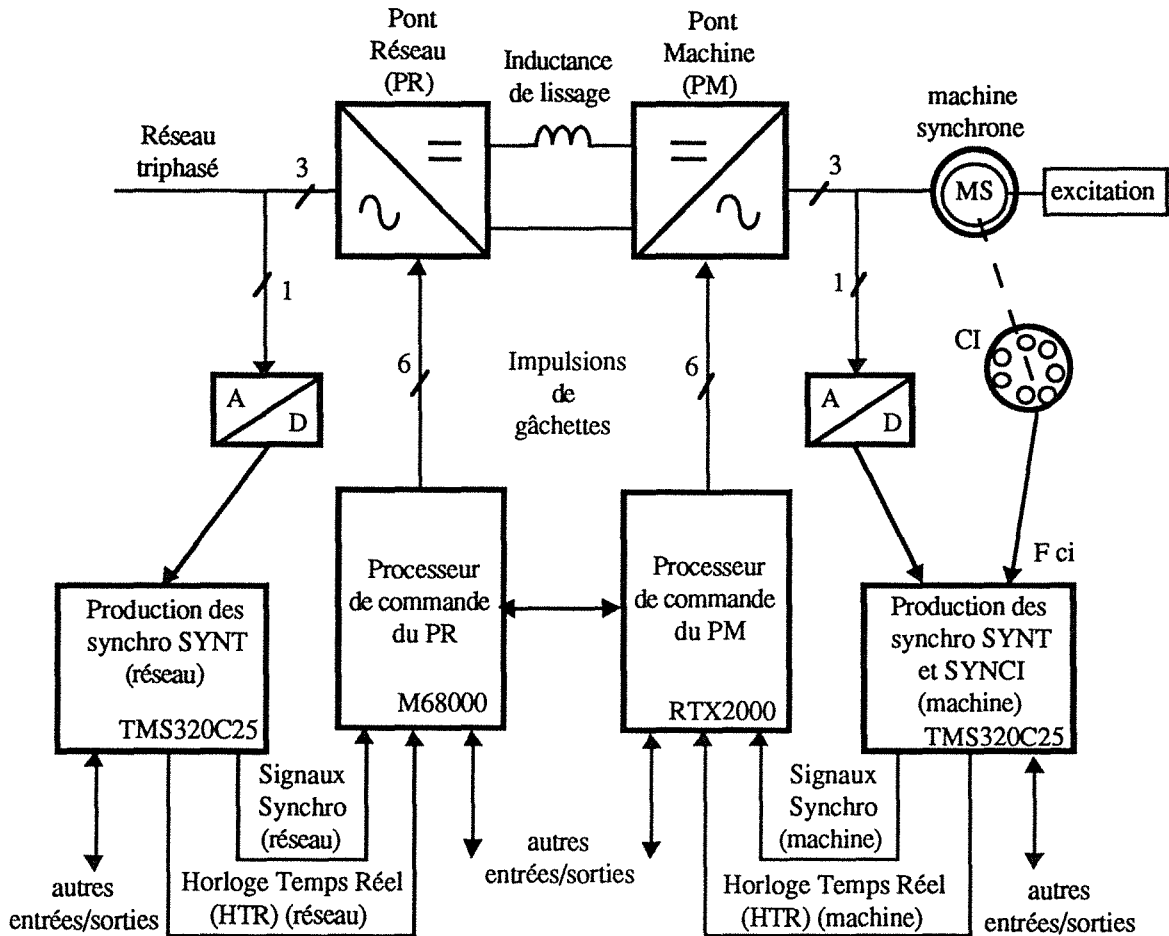 Pont
Réseau
(PR)
Inductance
de lissage
Pont
Machine
(PM)
machine
synchrone
Réseau
triphasé
3
3
MS
excitation
1
1
CI
6
Impulsions
de
gâchettes
6
A
D
A
D
F ci
Production des
synchro SYNT
(réseau)
TMS320C25
Processeur
de commande
du PR
M68000
Processeur
de commande
du PM
RTX2000
Production des
synchro SYNT
et SYNCI
(machine)
TMS320C25
Signaux
Synchro
(réseau)
Signaux
Synchro
(machine)
autres
entrées/sorties
Horloge Temps Réel
(HTR) (réseau)
autres
entrées/sorties
Horloge Temps Réel
(HTR) (machine)
autres
entrées/sorties